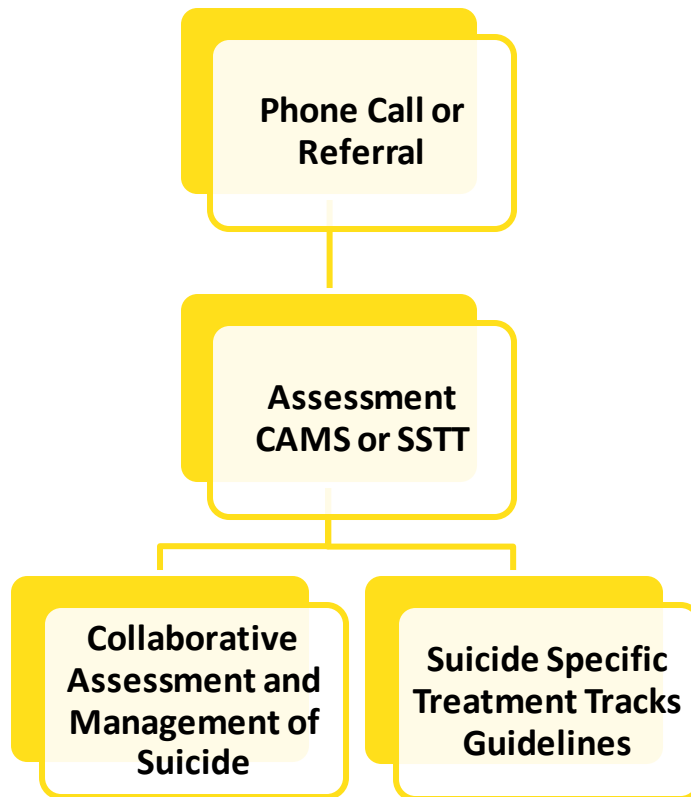 Phone Call or
Referral
Assessment
CAMS or SSTT
Collaborative
Assessment and
Management of
Suicide
Suicide Specific
Treatment Tracks
Guidelines